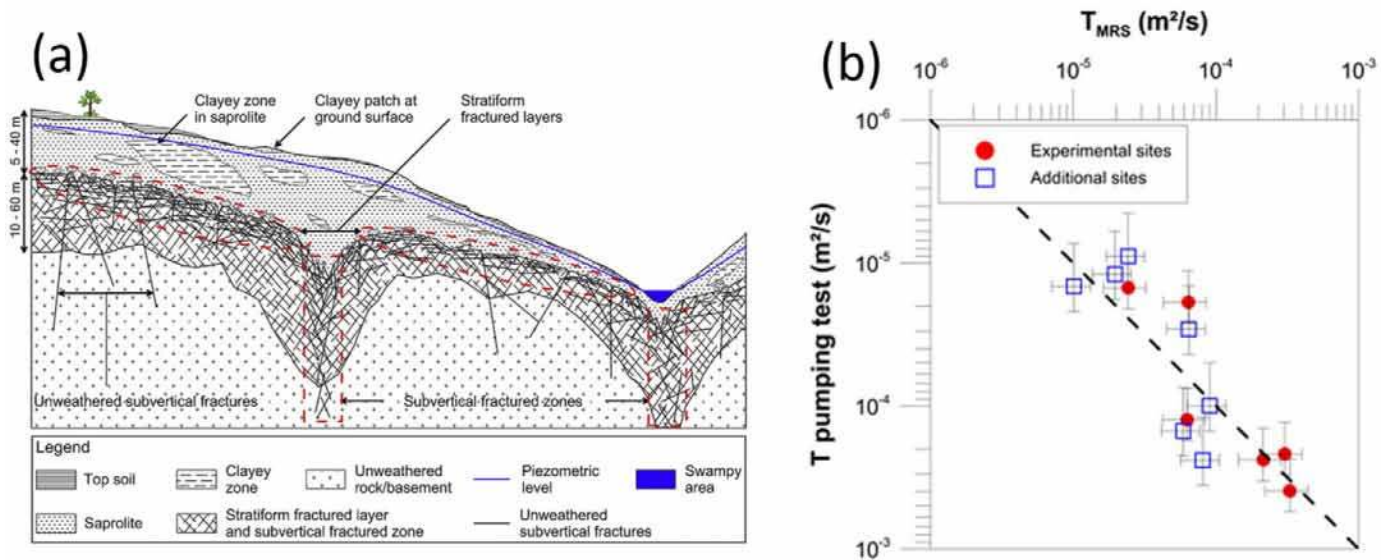 (a)
Clayey zone
in saprolite
Clayey patch at
ground surface
Stratiform
fractured layers
5 - 40 m
10 - 60 m
Unweathered subvertical fractures
Subvertical fractured zones
Legend
Top soil
Clayey
zone
Unweathered
rock/basement
Piezometric
level
Swampy
area
Saprolite
Stratiform fractured layer
and subvertical fractured zone
Unweathered
subvertical fractures
(b)
T_MRS (m²/s)
10⁻⁶
10⁻⁵
10⁻⁴
10⁻³
T pumping test (m²/s)
10⁻⁶
10⁻⁵
10⁻⁴
10⁻³
Experimental sites
Additional sites